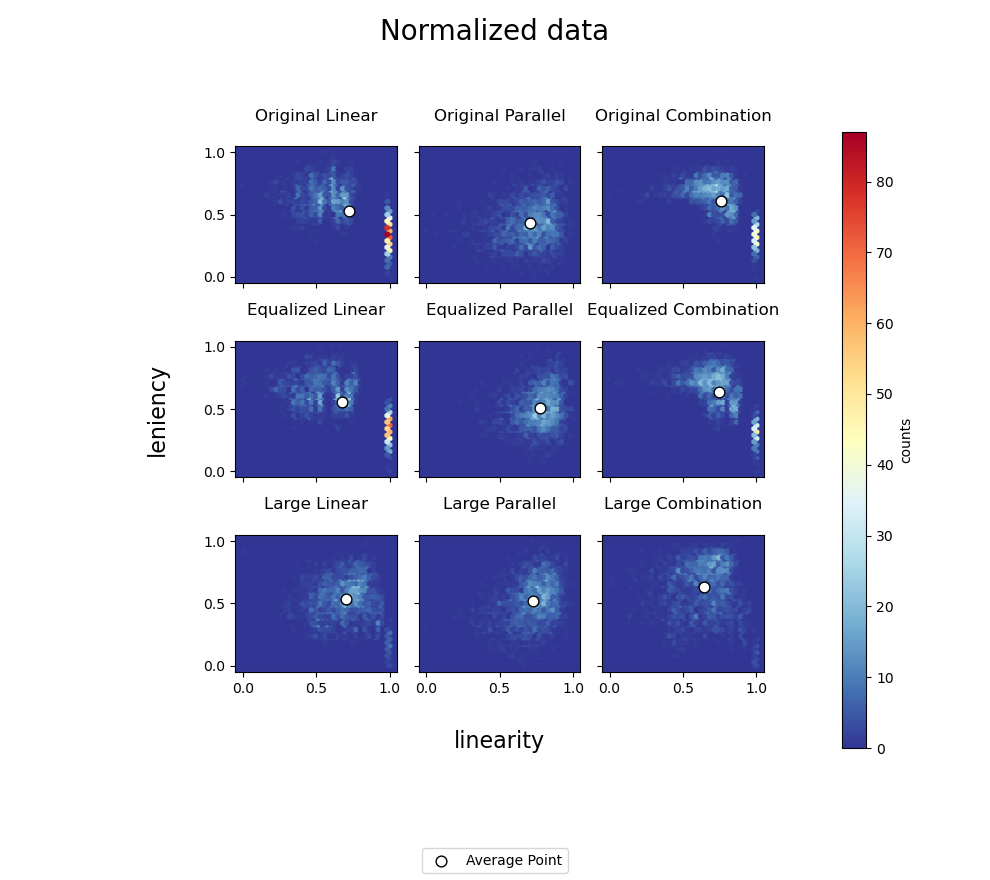 Normalized data
Original Linear
Original Parallel
Original Combination
1.0
0.5
0.0
Equalized Linear
Equalized Parallel
Equalized Combination
1.0
0.5
0.0
Large Linear
Large Parallel
Large Combination
1.0
0.5
0.0
0.0 0.5 1.0
0.0 0.5 1.0
0.0 0.5 1.0
leniency
linearity
80
70
60
50
40
30
20
10
0
counts
Average Point